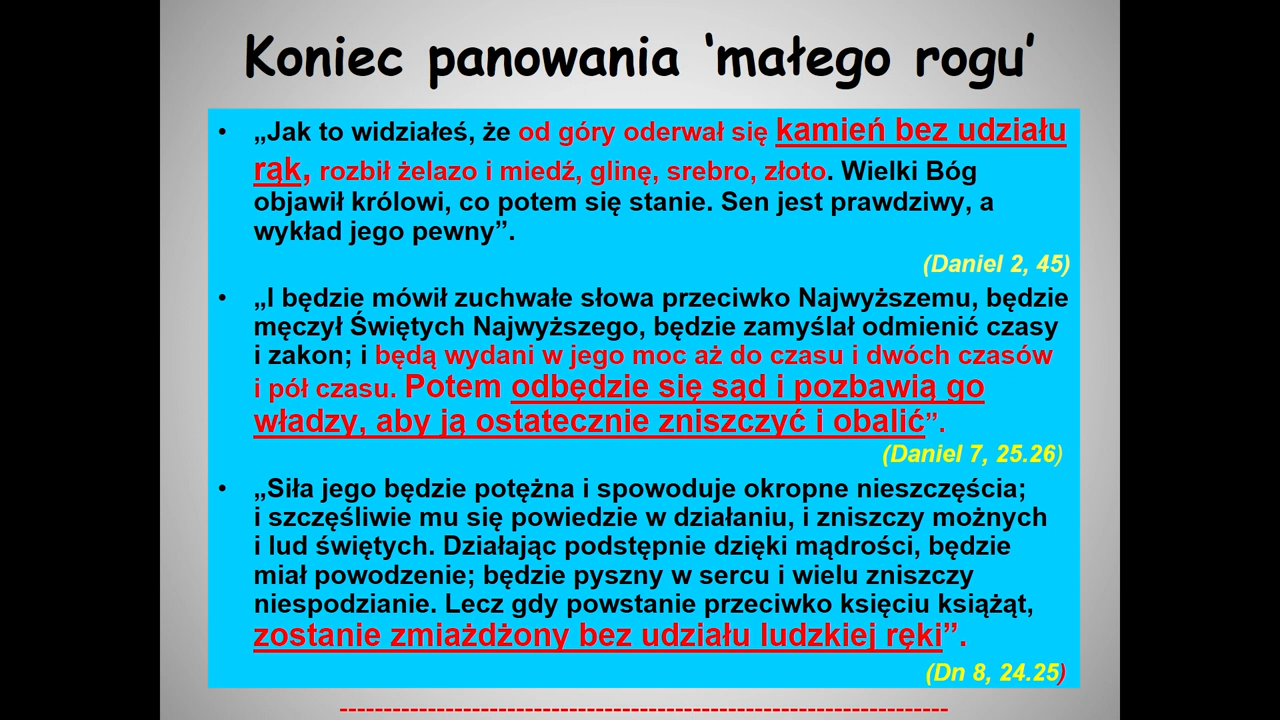 Koniec panowania ‘małego rogu’
• „Jak to widziałeś, że od góry oderwał się kamień bez udziału
rąk, rozbił żelazo i miedź, glinę, srebro, złoto. Wielki Bóg
objawił królowi, co potem się stanie. Sen jest prawdziwy, a
wykład jego pewny”.
(Daniel 2, 45)
• „I będzie mówił zuchwałe słowa przeciwko Najwyższemu, będzie
męczył Świętych Najwyższego, będzie zamyślał odmienić czasy
i zakon; i będą wydani w jego moc aż do czasu i dwóch czasów
i pół czasu. Potem odbędzie się sąd i pozbawią go
władzy, aby ją ostatecznie zniszczyć i obalić”.
(Daniel 7, 25.26)
• „Siła jego będzie potężna i spowoduje okropne nieszczęścia;
i szczęśliwie mu się powiedzie w działaniu, i zniszczy możnych
i lud świętych. Działając podstępnie dzięki mądrości, będzie
miał powodzenie; będzie pyszny w sercu i wielu zniszczy
niespodzianie. Lecz gdy powstanie przeciwko księciu książąt,
zostanie zmiażdżony bez udziału ludzkiej ręki”.
(Dn 8, 24.25)